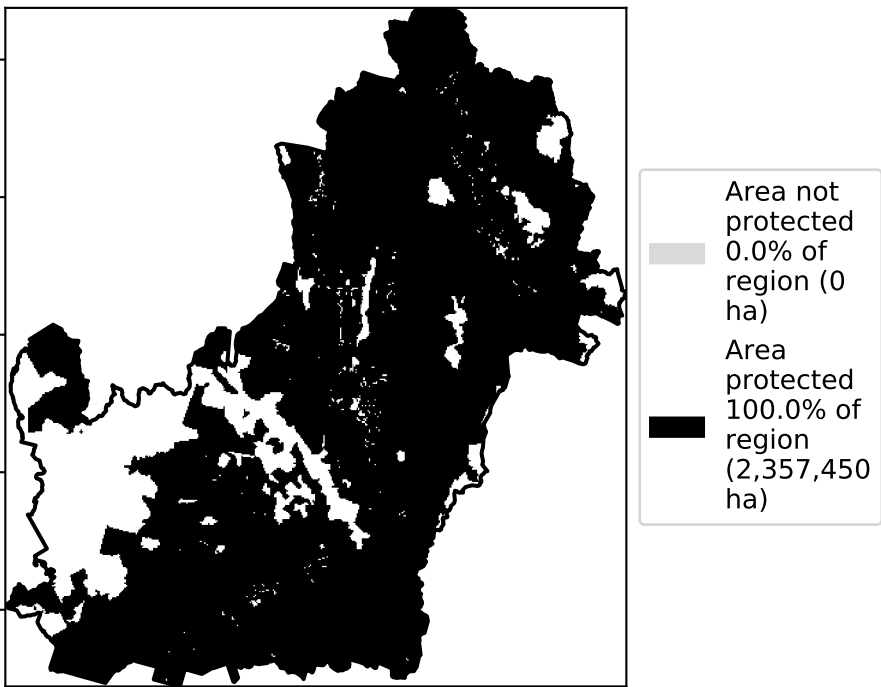 Area not
protected
0.0% of
region (0
ha)
Area
protected
100.0% of
region
(2,357,450
ha)